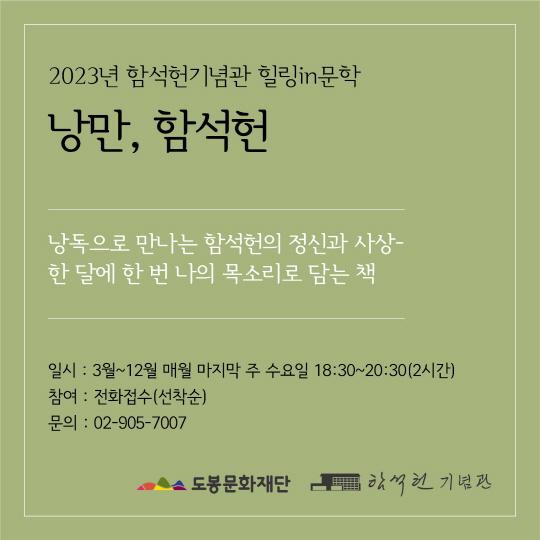 2023년 함석헌기념관 힐링in문학
낭만, 함석헌
낭독으로 만나는 함석헌의 정신과 사상-
한 달에 한 번 나의 목소리로 담는 책
일시 : 3월~12월 매월 마지막 주 수요일 18:30~20:30(2시간)
참여 : 전화접수(선착순)
문의 : 02-905-7007
도봉문화재단 함석헌 기념관